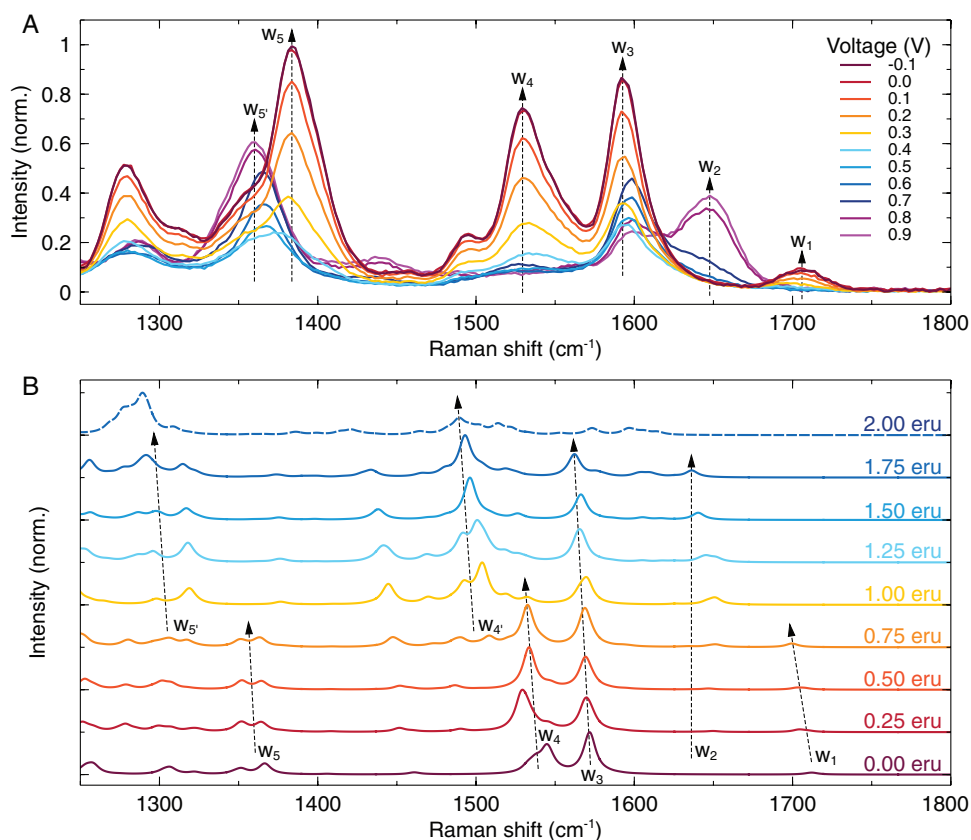 A
Intensity (norm.)
1
0.8
0.6
0.4
0.2
0
w5
w5'
w4
w3
w2
w1
Voltage (V)
-0.1
0.0
0.1
0.2
0.3
0.4
0.5
0.6
0.7
0.8
0.9
1300 1400 1500 1600 1700 1800
Raman shift (cm-1)
B
Intensity (norm.)
2.00 eru
1.75 eru
1.50 eru
1.25 eru
1.00 eru
w5' w4'
0.75 eru
0.50 eru
0.25 eru
w5 w4 w3 w2 w1
0.00 eru
1300 1400 1500 1600 1700 1800
Raman shift (cm-1)